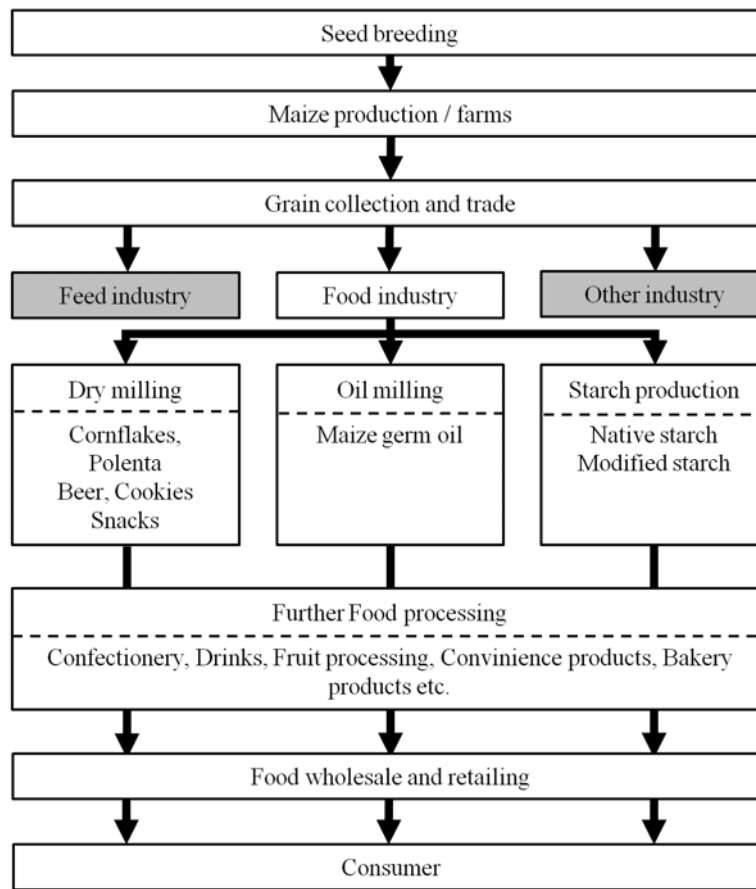 Seed breeding
Maize production / farms
Grain collection and trade
Feed industry
Food industry
Other industry
Dry milling
Cornflakes,
Polenta
Beer, Cookies
Snacks
Oil milling
Maize germ oil
Starch production
Native starch
Modified starch
Further Food processing
Confectionery, Drinks, Fruit processing, Convinience products, Bakery
products etc.
Food wholesale and retailing
Consumer